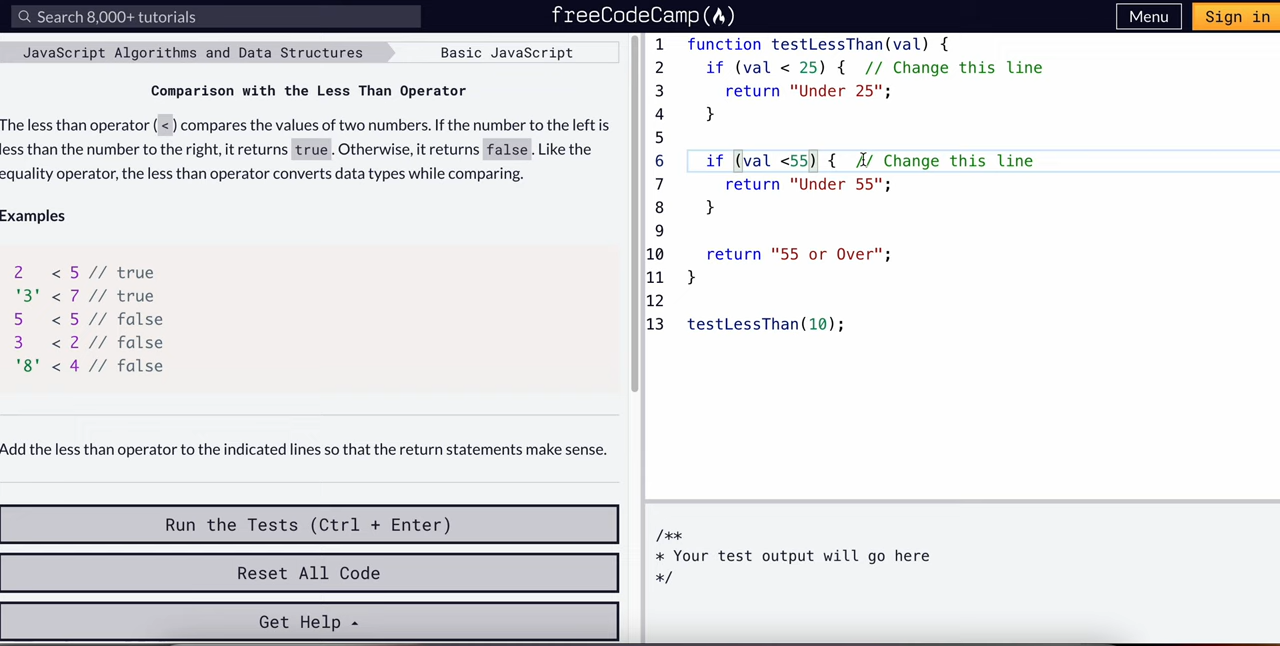 Search 8,000+ tutorials
freeCodeCamp
Menu
Sign in
JavaScript Algorithms and Data Structures
Basic JavaScript
Comparison with the Less Than Operator
The less than operator (<) compares the values of two numbers. If the number to the left is
less than the number to the right, it returns true. Otherwise, it returns false. Like the
equality operator, the less than operator converts data types while comparing.
Examples
2 < 5 // true
'3' < 7 // true
5 < 5 // false
3 < 2 // false
'8' < 4 // false
Add the less than operator to the indicated lines so that the return statements make sense.
Run the Tests (Ctrl + Enter)
Reset All Code
Get Help
1 function testLessThan(val) {
2 if (val < 25) { // Change this line
3 return "Under 25";
4 }
5
6 if (val <55) { // Change this line
7 return "Under 55";
8 }
9
10 return "55 or Over";
11 }
12
13 testLessThan(10);
/**
* Your test output will go here
*/